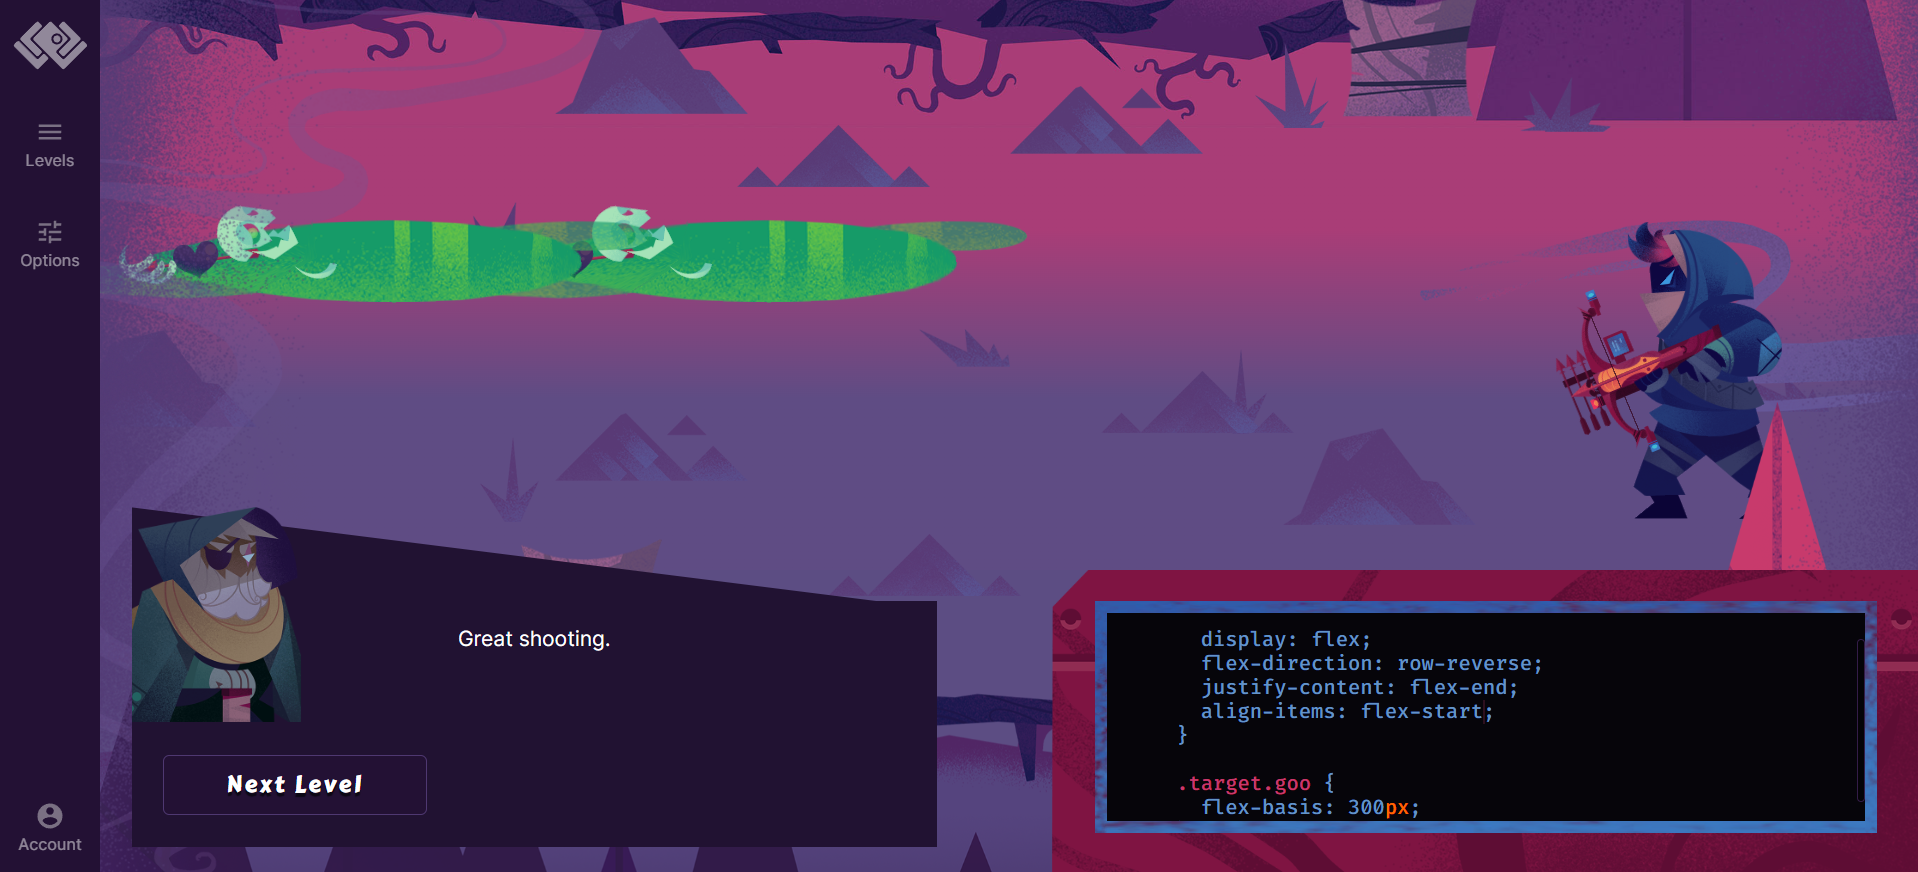 Levels
Options
Great shooting.
Next Level
display: flex;
flex-direction: row-reverse;
justify-content: flex-end;
align-items: flex-start;
}
.target.goo {
flex-basis: 300px;
Account